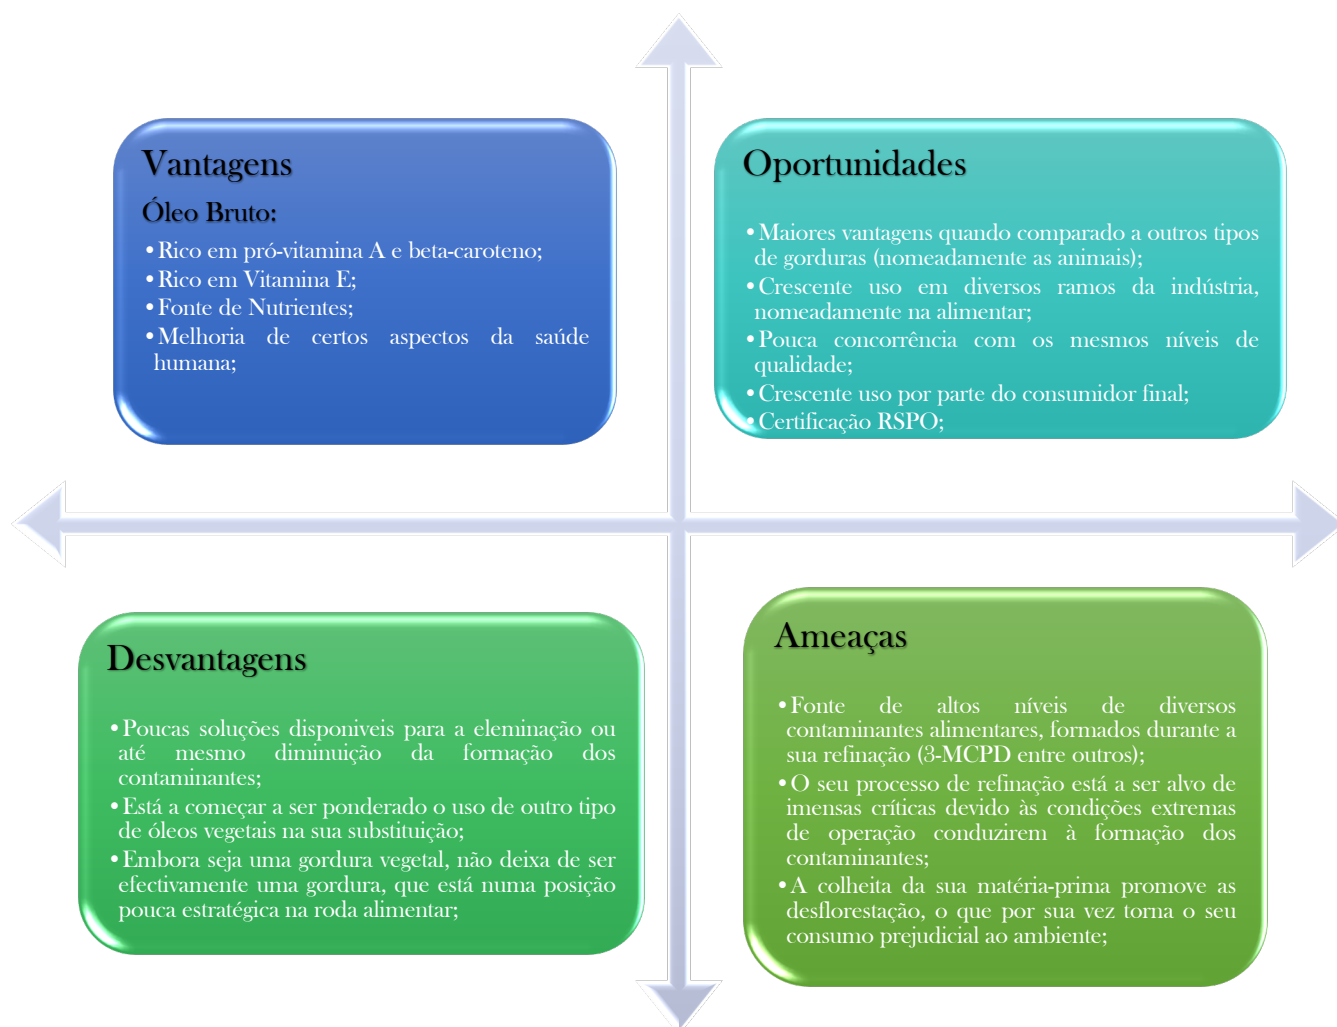 Vantagens
Óleo Bruto:
•Rico em pró-vitamina A e beta-caroteno;
•Rico em Vitamina E;
•Fonte de Nutrientes;
•Melhoria de certos aspectos da saúde
humana;
Oportunidades
•Maiores vantagens quando comparado a outros tipos
de gorduras (nomeadamente as animais);
•Crescente uso em diversos ramos da indústria,
nomeadamente na alimentar;
•Pouca concorrência com os mesmos níveis de
qualidade;
•Crescente uso por parte do consumidor final;
•Certificação RSPO;
Desvantagens
•Poucas soluções disponiveis para a eleminação ou
até mesmo diminuição da formação dos
contaminantes;
•Está a começar a ser ponderado o uso de outro tipo
de óleos vegetais na sua substituição;
•Embora seja uma gordura vegetal, não deixa de ser
efectivamente uma gordura, que está numa posição
pouca estratégica na roda alimentar;
Ameaças
•Fonte de altos níveis de diversos
contaminantes alimentares, formados durante a
sua refinação (3-MCPD entre outros);
•O seu processo de refinação está a ser alvo de
imensas críticas devido às condições extremas
de operação conduzirem à formação dos
contaminantes;
•A colheita da sua matéria-prima promove as
desflorestação, o que por sua vez torna o seu
consumo prejudicial ao ambiente;